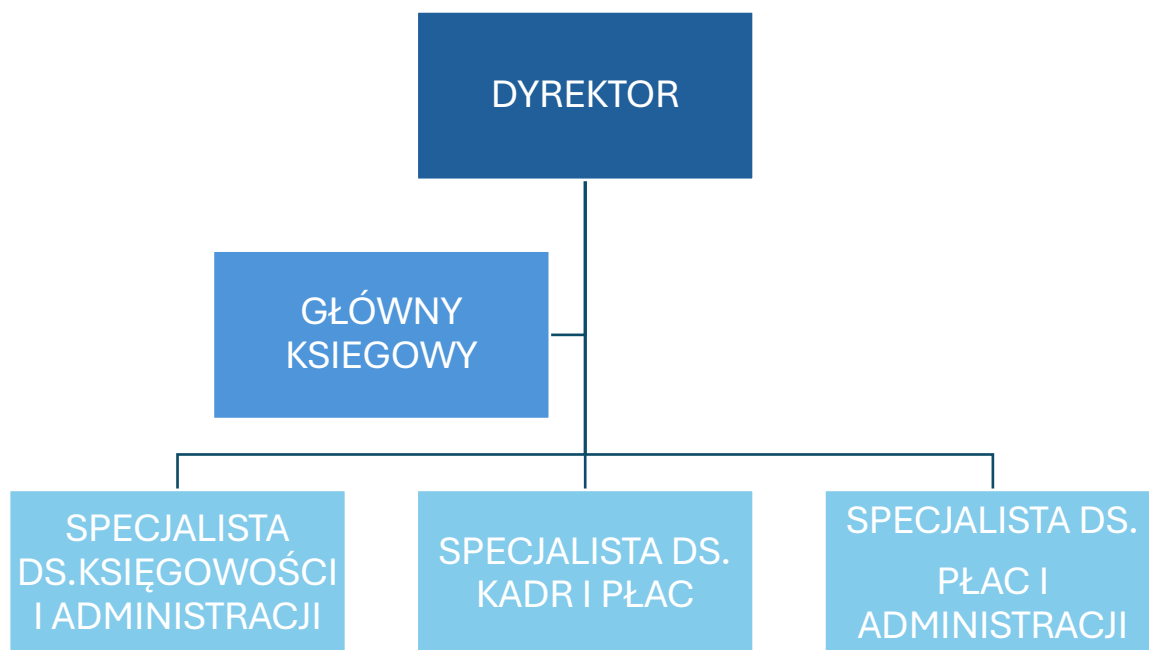 DYREKTOR
GŁÓWNY
KSIEGOWY
SPECJALISTA
DS.KSIĘGOWOŚCI
I ADMINISTRACJI
SPECJALISTA DS.
KADR I PŁAC
SPECJALISTA DS.
PŁAC I
ADMINISTRACJI